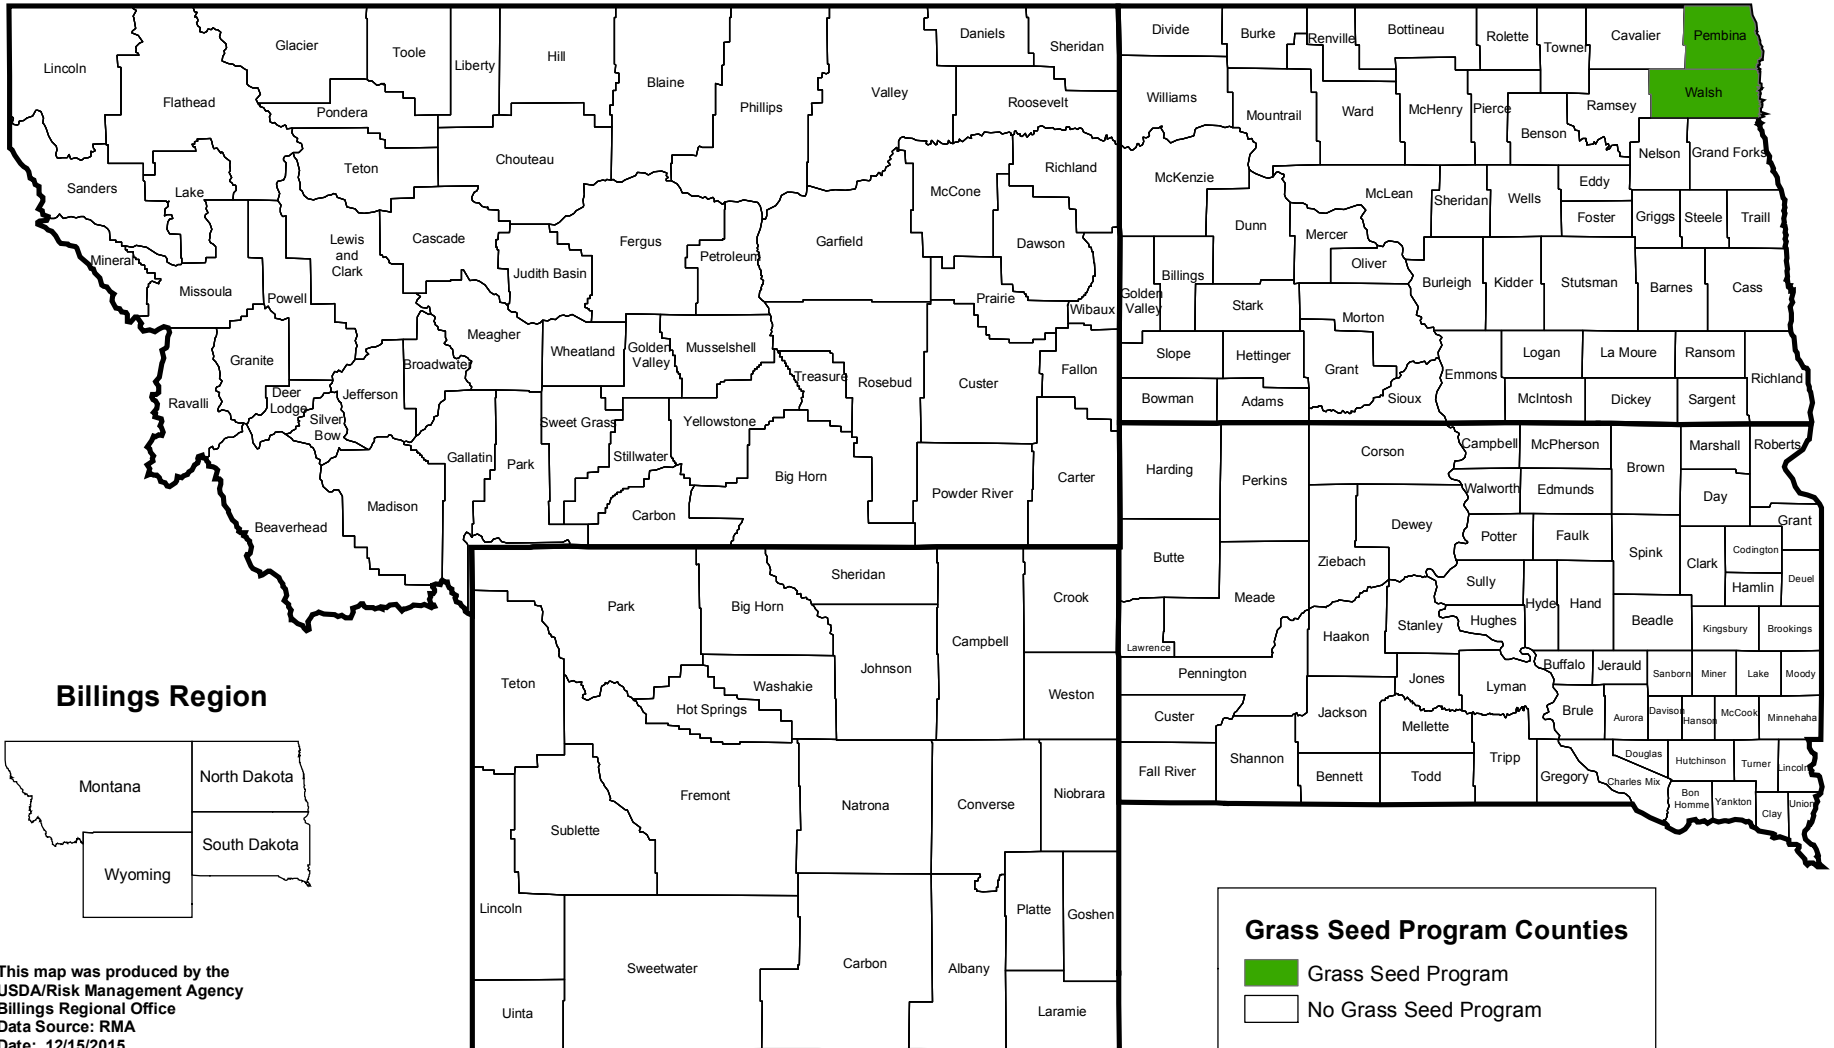 Lincoln
Flathead
Glacier
Toole
Liberty
Hill
Blaine
Phillips
Valley
Daniels
Sheridan
Roosevelt
Pondera
Teton
Chouteau
Sanders
Lake
McCone
Richland
Mineral
Missoula
Powell
Lewis
and
Clark
Cascade
Judith Basin
Fergus
Petroleum
Garfield
Dawson
Prairie
Wibaux
Granite
Deer
Lodge
Ravalli
Silver
Bow
Jefferson
Broadwater
Meagher
Wheatland
Golden
Valley
Musselshell
Treasure
Rosebud
Custer
Fallon
Sweet Grass
Stillwater
Yellowstone
Gallatin
Park
Madison
Beaverhead
Carbon
Big Horn
Powder River
Carter
Divide
Burke
Renville
Bottineau
Rolette
Towner
Cavalier
Pembina
Williams
Mountrail
Ward
McHenry
Pierce
Benson
Ramsey
Walsh
Nelson
Grand Forks
McKenzie
Dunn
McLean
Sheridan
Wells
Eddy
Foster
Griggs
Steele
Traill
Mercer
Oliver
Billings
Golden
Valley
Stark
Morton
Burleigh
Kidder
Stutsman
Barnes
Cass
Slope
Hettinger
Grant
Sioux
Emmons
Logan
La Moure
Ransom
Richland
Bowman
Adams
McIntosh
Dickey
Sargent
Harding
Perkins
Corson
Campbell
McPherson
Brown
Marshall
Roberts
Walworth
Edmunds
Day
Butte
Dewey
Ziebach
Potter
Faulk
Spink
Clark
Codington
Grant
Hamlin
Deuel
Meade
Sully
Hyde
Hand
Beadle
Kingsbury
Brookings
Lawrence
Haakon
Stanley
Hughes
Pennington
Jones
Lyman
Buffalo
Jerauld
Sanborn
Miner
Lake
Moody
Custer
Jackson
Mellette
Brule
Aurora
Davison
Hanson
McCook
Minnehaha
Fall River
Shannon
Bennett
Todd
Tripp
Gregory
Douglas
Charles Mix
Hutchinson
Turner
Lincoln
Bon
Homme
Yankton
Clay
Union
Park
Big Horn
Sheridan
Campbell
Crook
Johnson
Teton
Washakie
Hot Springs
Weston
Fremont
Sublette
Natrona
Converse
Niobrara
Lincoln
Platte
Goshen
Sweetwater
Carbon
Albany
Uinta
Laramie
Billings Region
Montana
North Dakota
South Dakota
Wyoming
This map was produced by the
USDA/Risk Management Agency
Billings Regional Office
Data Source: RMA
Date: 12/15/2015
Grass Seed Program Counties
Grass Seed Program
No Grass Seed Program